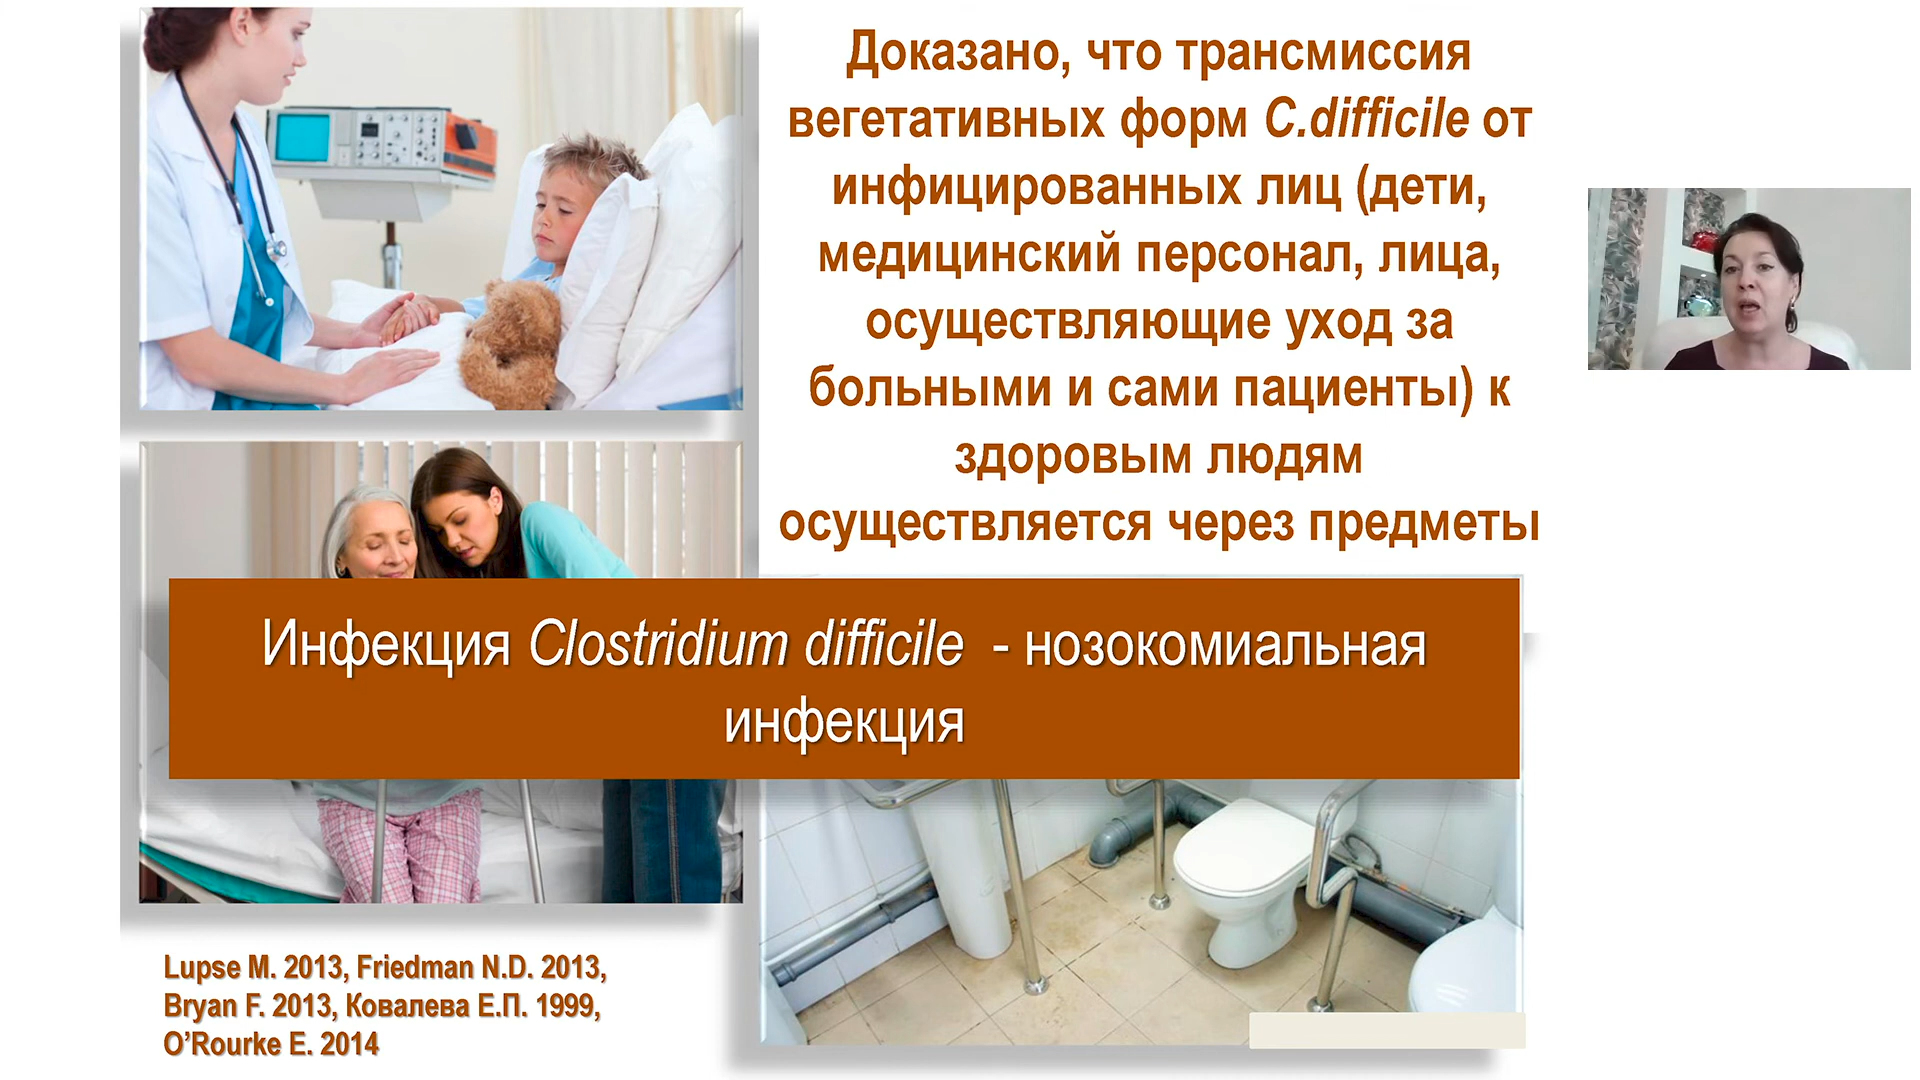 Доказано, что трансмиссия
вегетативных форм C.difficile от
инфицированных лиц (дети,
медицинский персонал, лица,
осуществляющие уход за
больными и сами пациенты) к
здоровым людям
осуществляется через предметы
Инфекция Clostridium difficile - нозокомиальная
инфекция
Lupse M. 2013, Friedman N.D. 2013,
Bryan F. 2013, Ковалева Е.П. 1999,
O’Rourke E. 2014